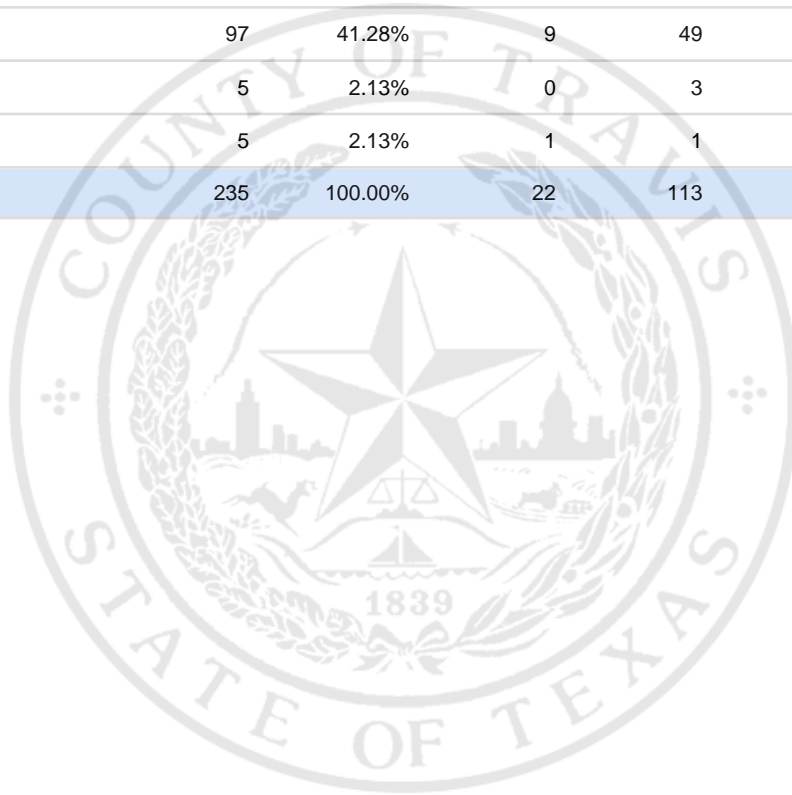 97 41.28% 9 49
5 2.13% 0 3
5 2.13% 1 1
235 100.00% 22 113
COUNTY OF TRAVIS
1839
STATE OF TEXAS